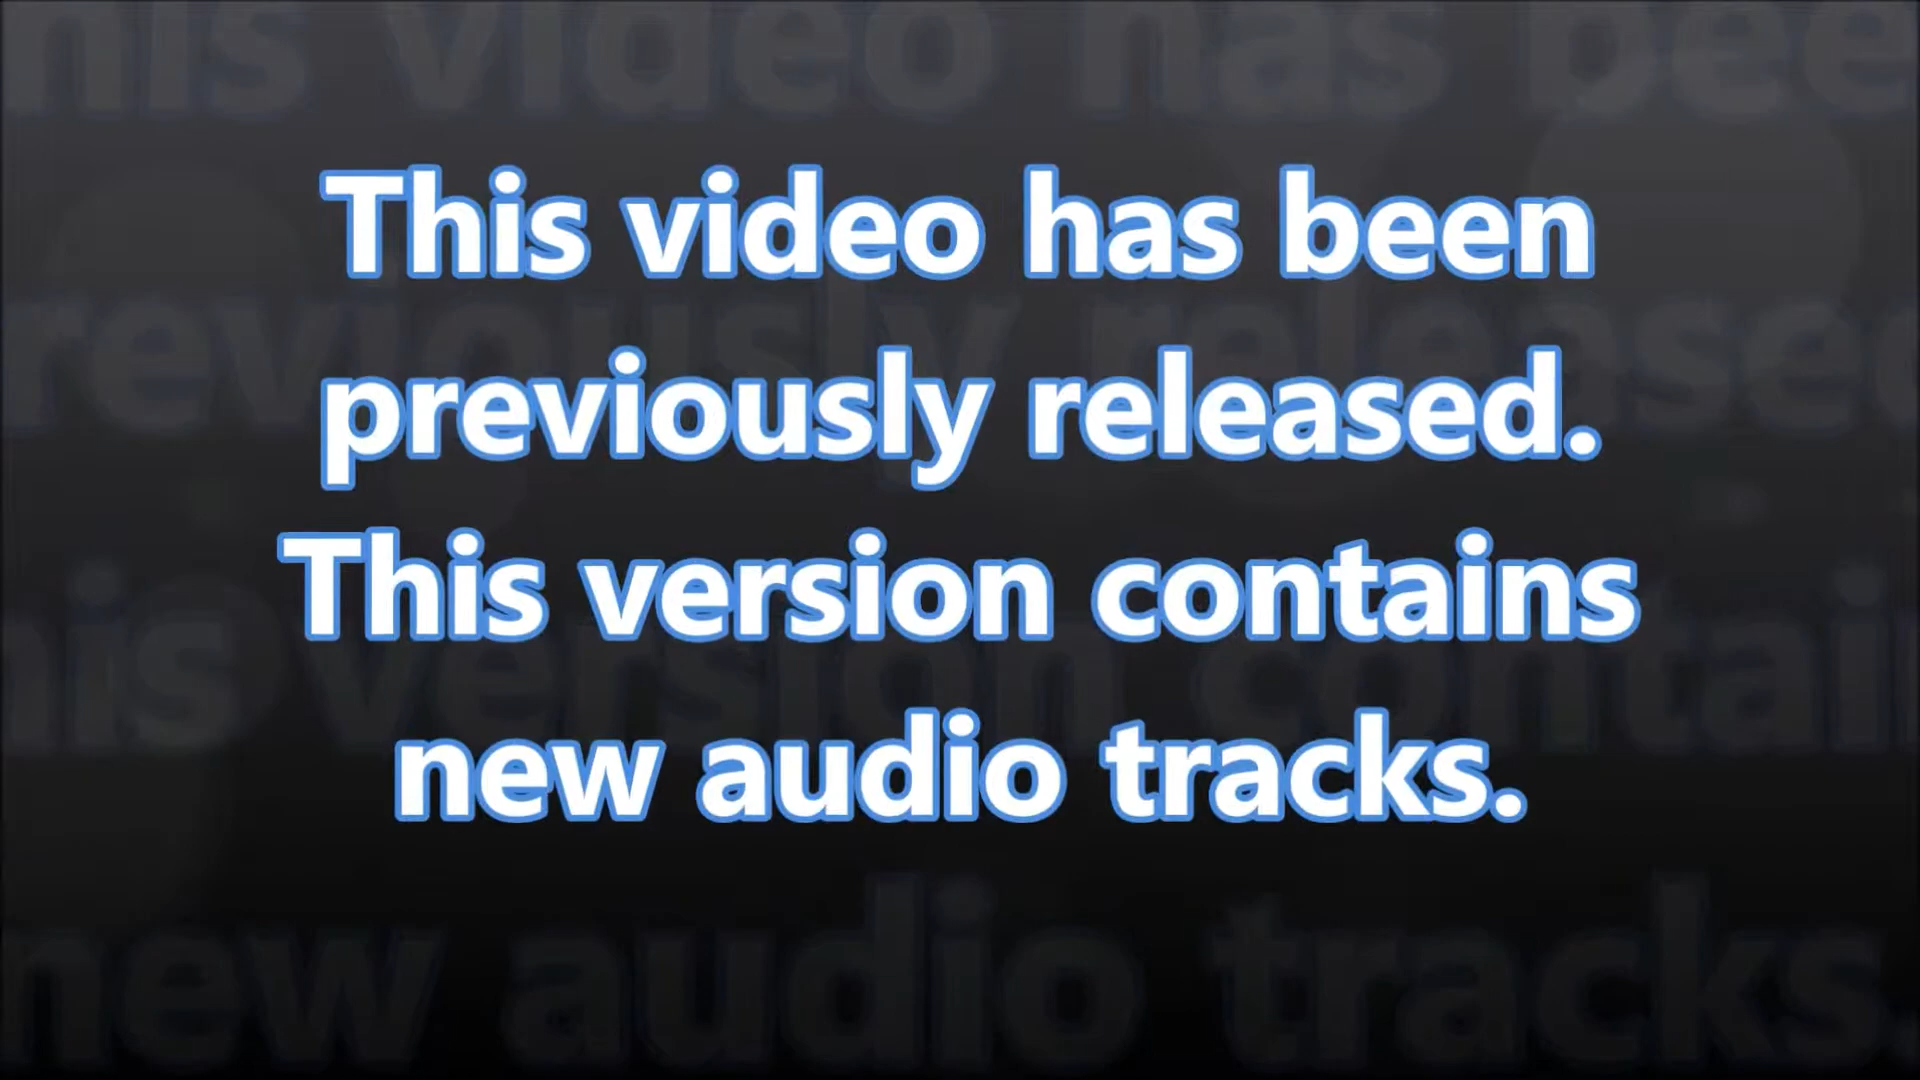 This video has been
previously released.
This version contains
new audio tracks.